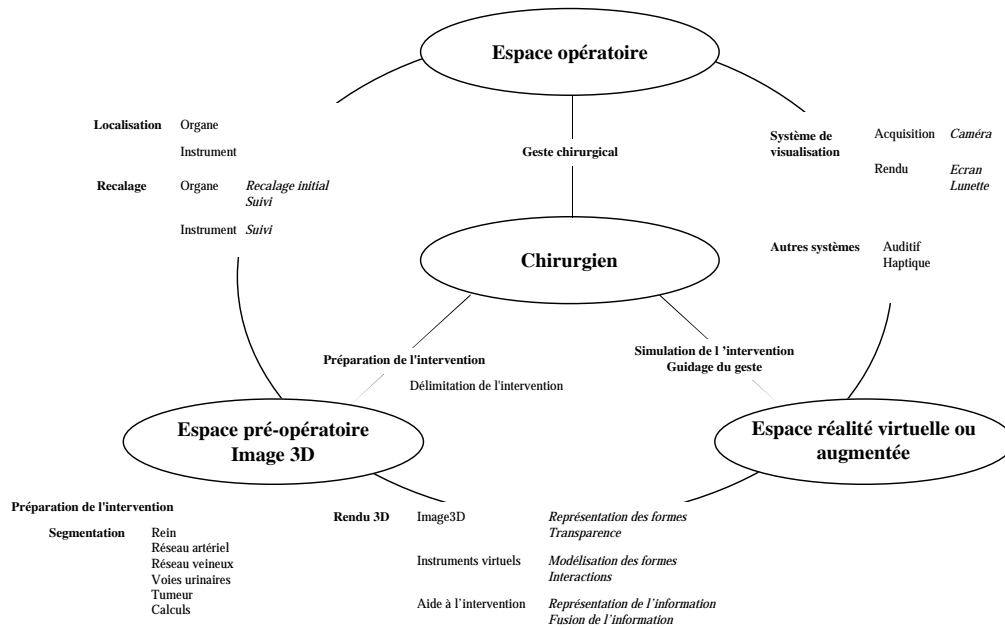 Espace opératoire
Localisation Organe
Instrument
Recalage Organe Recalage initial
Suivi
Instrument Suivi
Geste chirurgical
Système de
visualisation
Acquisition Caméra
Rendu Ecran
Lunette
Autres systèmes Auditif
Haptique
Chirurgien
Préparation de l'intervention
Délimitation de l'intervention
Simulation de l ’intervention
Guidage du geste
Espace pré-opératoire
Image 3D
Espace réalité virtuelle ou
augmentée
Préparation de l'intervention
Segmentation Rein
Réseau artériel
Réseau veineux
Voies urinaires
Tumeur
Calculs
Rendu 3D Image3D Représentation des formes
Transparence
Instruments virtuels Modélisation des formes
Interactions
Aide à l’intervention Représentation de l’information
Fusion de l’information